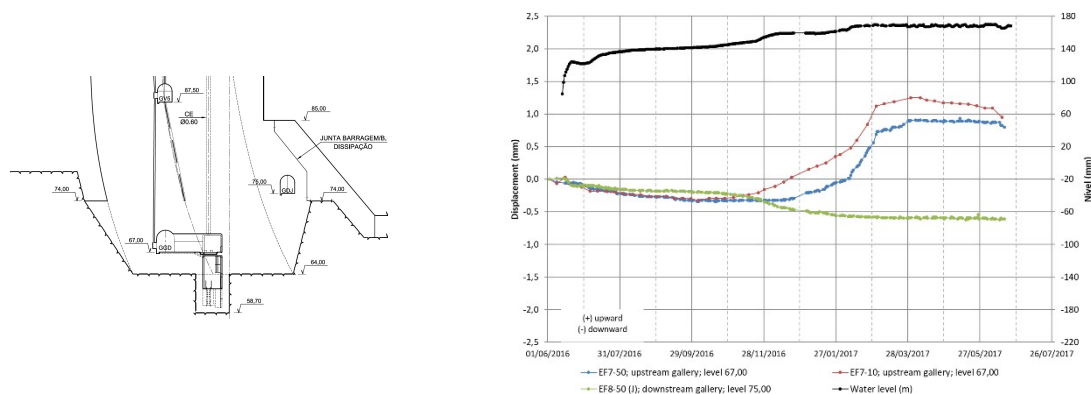 GV5
87,50
CE
Ø0.60
85,00
JUNTA BARRAGEM/B.
DISSIPAÇÃO
74,00
75,00
GDJ
74,00
67,00
GGD
64,00
58,70
2,5
2,0
1,5
1,0
0,5
0,0
-0,5
-1,0
-1,5
-2,0
-2,5
Displacement (mm)
180
140
100
60
20
-20
-60
-100
-140
-180
-220
Nível (mm)
(+) upward
(-) downward
01/06/2016
31/07/2016
29/09/2016
28/11/2016
27/01/2017
28/03/2017
27/05/2017
26/07/2017
EF7-50; upstream gallery; level 67,00
EF7-10; upstream gallery; level 67,00
EF8-50 (J); downstream gallery; level 75,00
Water level (m)